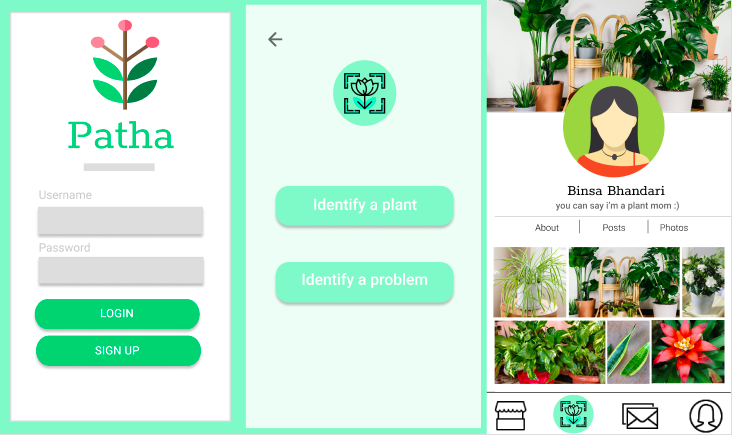 Patha
Username
Password
LOGIN
SIGN UP
Identify a plant
Identify a problem
Binsa Bhandari
you can say i'm a plant mom :)
About
Posts
Photos